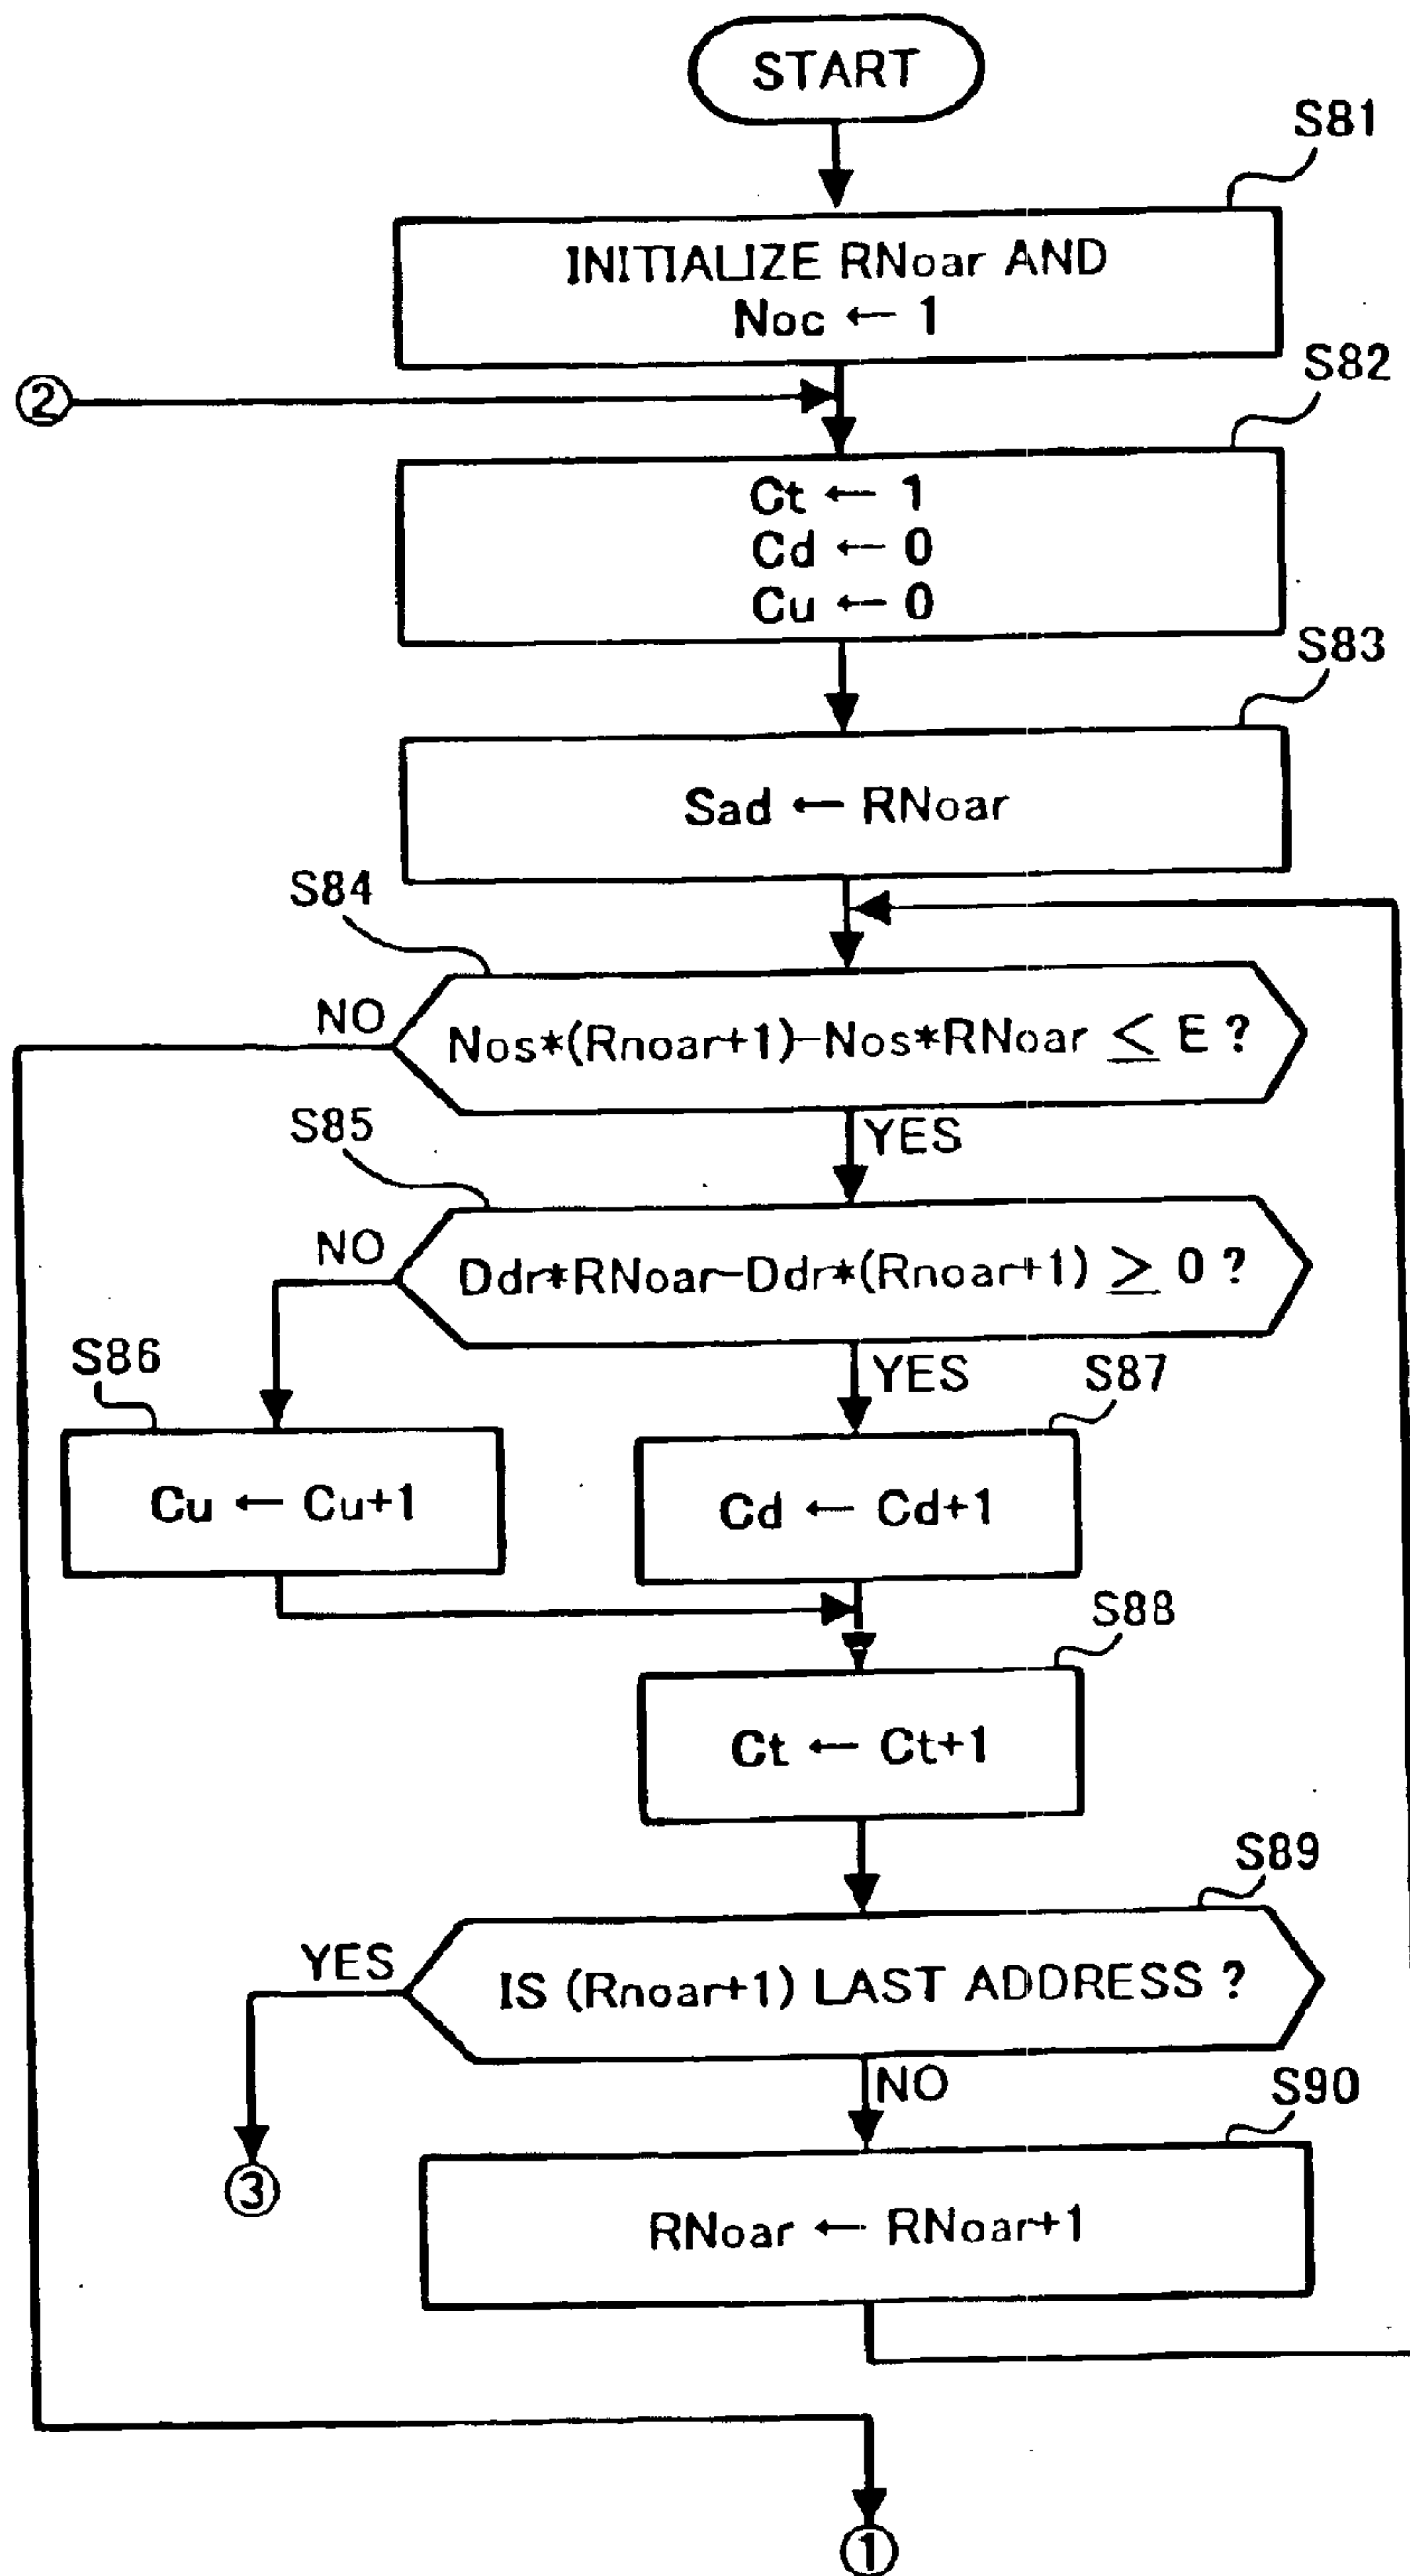 START
S81
INITIALIZE RNoar AND
Noc ← 1
②
S82
Ct ← 1
Cd ← 0
Cu ← 0
S83
Sad ← RNoar
S84
NO
Nos*(Rnoar+1)-Nos*RNoar ≤ E ?
YES
S85
NO
Ddr*RNoar-Ddr*(Rnoar+1) ≥ 0 ?
YES
S86
Cu ← Cu+1
S87
Cd ← Cd+1
S88
Ct ← Ct+1
S89
YES
IS (Rnoar+1) LAST ADDRESS ?
NO
③
S90
RNoar ← RNoar+1
①